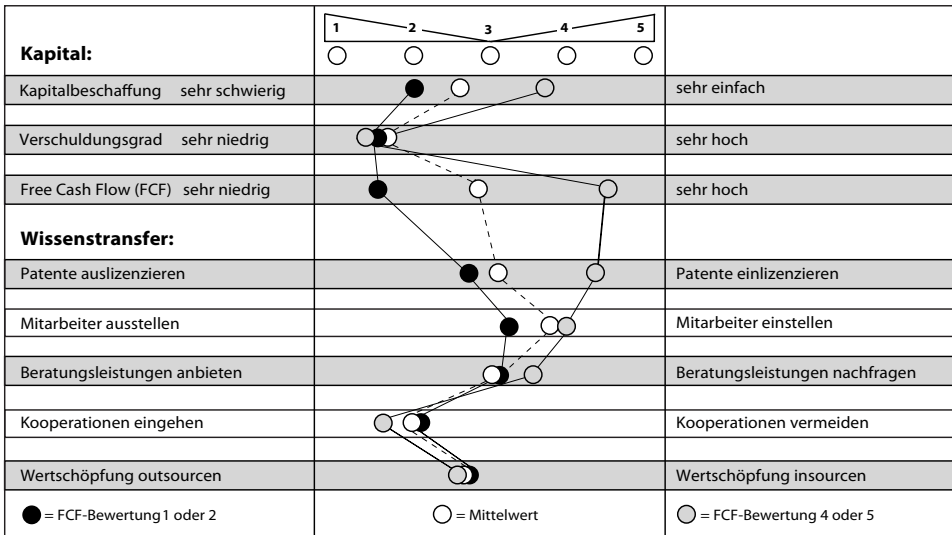 1 2 3 4 5
Kapital:
Kapitalbeschaffung sehr schwierig sehr einfach
Verschuldungsgrad sehr niedrig sehr hoch
Free Cash Flow (FCF) sehr niedrig sehr hoch
Wissenstransfer:
Patente auslizenzieren Patente einlizenzieren
Mitarbeiter ausstellen Mitarbeiter einstellen
Beratungsleistungen anbieten Beratungsleistungen nachfragen
Kooperationen eingehen Kooperationen vermeiden
Wertschöpfung outsourcen Wertschöpfung insourcen
= FCF-Bewertung 1 oder 2 = Mittelwert = FCF-Bewertung 4 oder 5